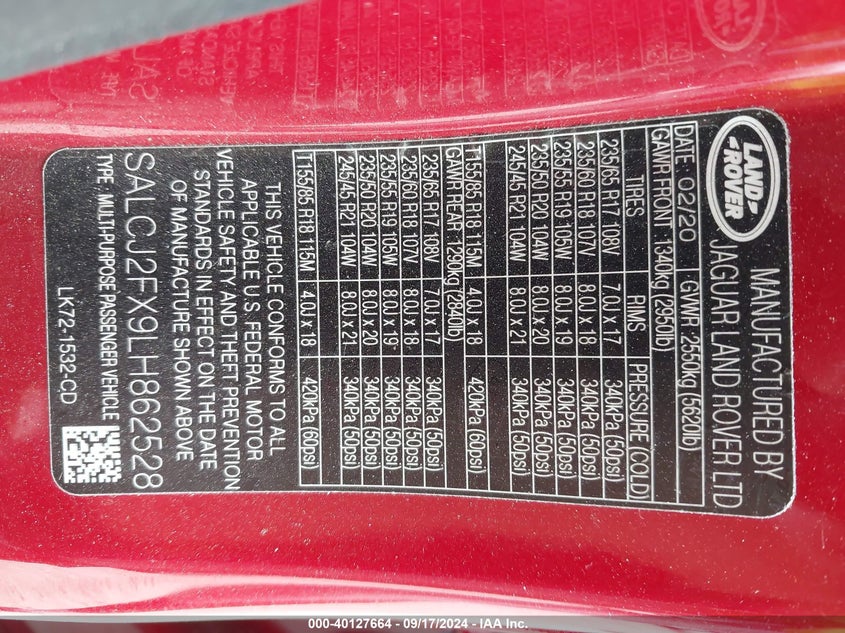 LAND
ROVER
MANUFACTURED BY
JAGUAR LAND ROVER LTD
DATE: 02/20 GVWR: 2550kg (5620lb)
GAWR FRONT 1340kg (2950lb)
TIRES RIMS PRESSURE (COLD)
235/65 R17 108V 7.0J x 17 340kPa (50psi)
235/60 R18 107V 8.0J x 18 340kPa (50psi)
235/55 R19 105W 8.0J x 19 340kPa (50psi)
235/50 R20 104W 8.0J x 20 340kPa (50psi)
245/45 R21 104W 8.0J x 21 340kPa (50psi)
T155/85 R18 115M 4.0J x 18 420kPa (60psi)
GAWR REAR 1290kg (2840lb)
235/65 R17 108V 7.0J x 17 340kPa (50psi)
235/60 R18 107V 8.0J x 18 340kPa (50psi)
235/55 R19 105W 8.0J x 19 340kPa (50psi)
235/50 R20 104W 8.0J x 20 340kPa (50psi)
245/45 R21 104W 8.0J x 21 340kPa (50psi)
T155/85 R18 115M 4.0J x 18 420kPa (60psi)
THIS VEHICLE CONFORMS TO ALL
APPLICABLE U.S. FEDERAL MOTOR
VEHICLE SAFETY AND THEFT PREVENTION
STANDARDS IN EFFECT ON THE DATE
OF MANUFACTURE SHOWN ABOVE
SALCJ2FX9LH862528
TYPE: MULTI-PURPOSE PASSENGER VEHICLE
LK72-1532-CD
000-40127664 - 09/17/2024 - IAA Inc.